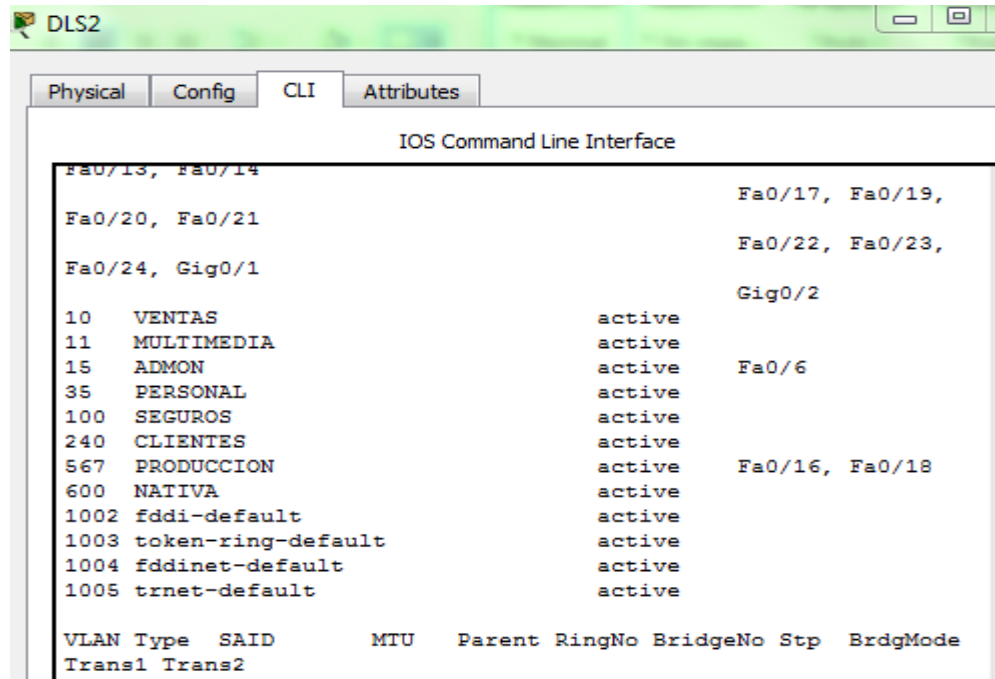 DLS2
Physical Config CLI Attributes
IOS Command Line Interface
Fa0/13, Fa0/14
Fa0/17, Fa0/19,
Fa0/20, Fa0/21
Fa0/22, Fa0/23,
Fa0/24, Gig0/1
Gig0/2
10 VENTAS active
11 MULTIMEDIA active
15 ADMON active Fa0/6
35 PERSONAL active
100 SEGUROS active
240 CLIENTES active
567 PRODUCCION active Fa0/16, Fa0/18
600 NATIVA active
1002 fddi-default active
1003 token-ring-default active
1004 fddinet-default active
1005 trnet-default active
VLAN Type SAID MTU Parent RingNo BridgeNo Stp BrdgMode
Trans1 Trans2